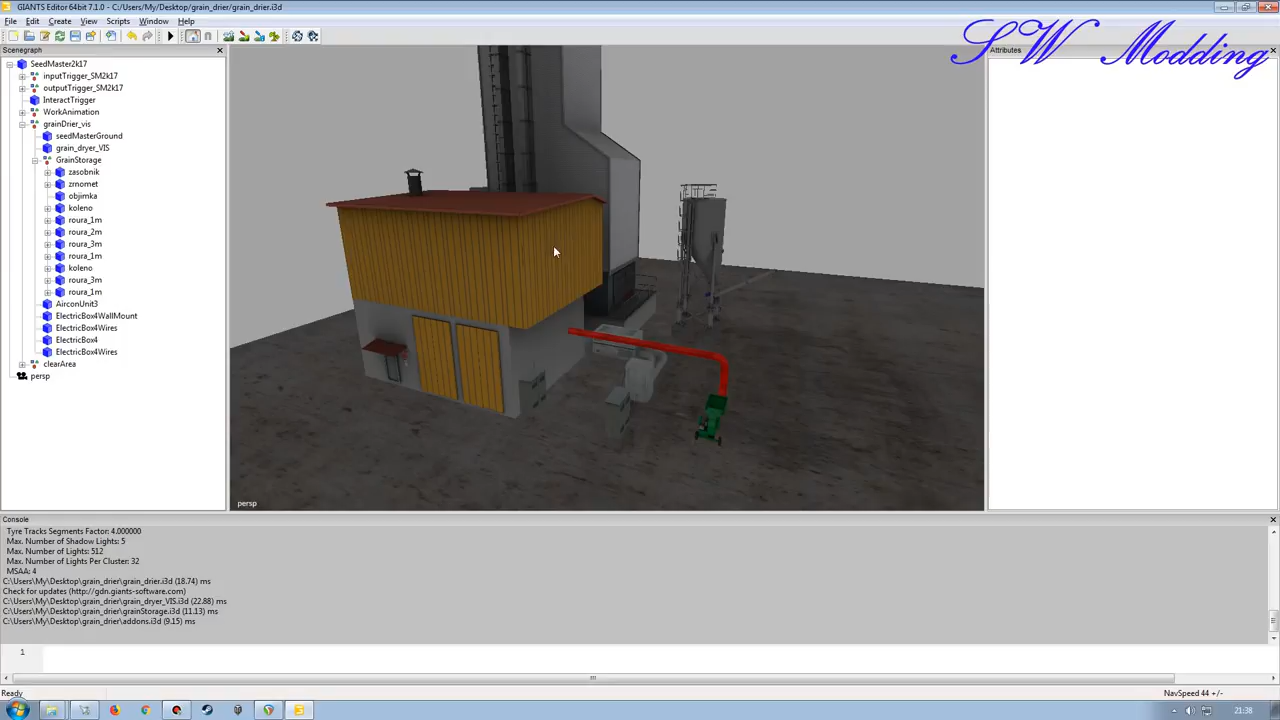 GIANTS Editor 64bit 7.1.0 - C:/Users/My/Desktop/grain_drier/grain_drier.i3d
File Edit Create View Scripts Window Help
SW Modding
Scenegraph
Attributes
SeedMaster2k17
inputTrigger_SM2k17
outputTrigger_SM2k17
InteractTrigger
WorkAnimation
grainDrier_vis
seedMasterGround
grain_dryer_VIS
GrainStorage
zasobnik
zrnomet
objimka
koleno
roura_1m
roura_2m
roura_3m
roura_1m
koleno
roura_3m
roura_1m
AirconUnit3
ElectricBox4WallMount
ElectricBox4Wires
ElectricBox4
ElectricBox4Wires
clearArea
persp
persp
Console
Tyre Tracks Segments Factor: 4.000000
Max. Number of Shadow Lights: 5
Max. Number of Lights: 512
Max. Number of Lights Per Cluster: 32
MSAA: 4
C:\Users\My\Desktop\grain_drier\grain_drier.i3d (18.74) ms
Check for updates (http://gdn.giants-software.com)
C:\Users\My\Desktop\grain_drier\grain_dryer_VIS.i3d (22.88) ms
C:\Users\My\Desktop\grain_drier\grainStorage.i3d (11.13) ms
C:\Users\My\Desktop\grain_drier\addons.i3d (9.15) ms
1
Ready
NavSpeed 44 +/-
21:38